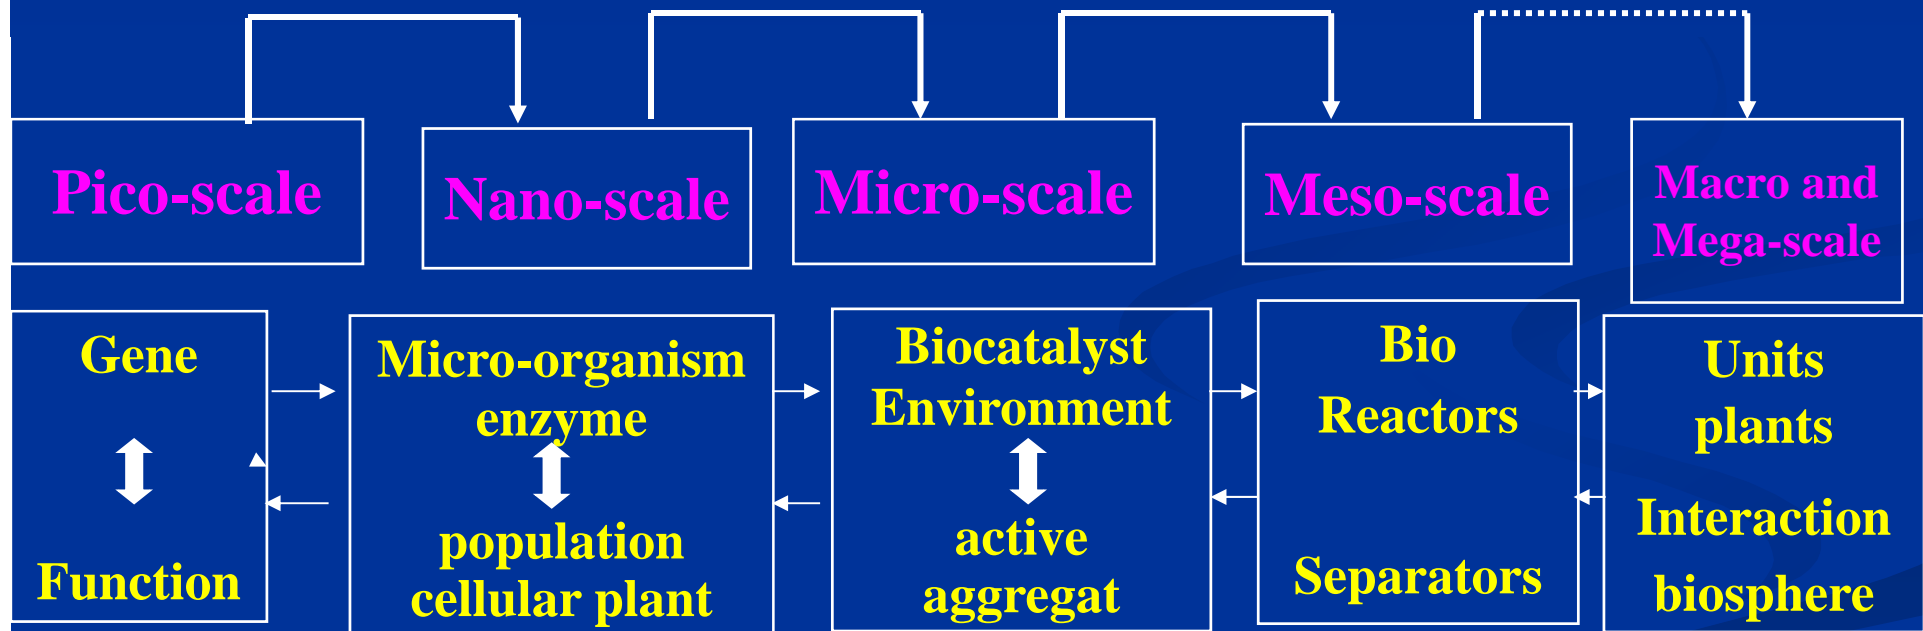 Pico-scale
Nano-scale
Micro-scale
Meso-scale
Macro and
Mega-scale
Gene
Function
Micro-organism
enzyme
population
cellular plant
Biocatalyst
Environment
active
aggregat
Bio
Reactors
Separators
Units
plants
Interaction
biosphere